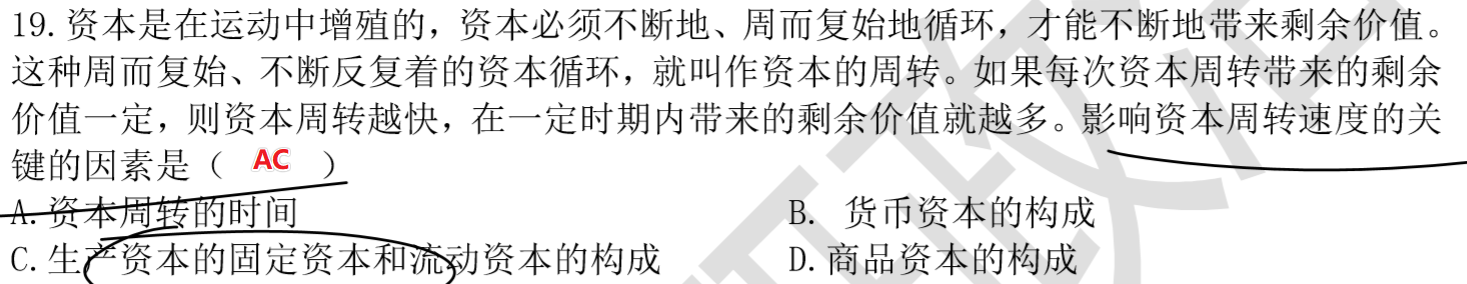 19.资本是在运动中增殖的，资本必须不断地、周而复始地循环，才能不断地带来剩余价值。
这种周而复始、不断反复着的资本循环，就叫作资本的周转。如果每次资本周转带来的剩余
价值一定，则资本周转越快，在一定时期内带来的剩余价值就越多。影响资本周转速度的关
键的因素是（ AC ）
A.资本周转的时间 B. 货币资本的构成
C.生产资本的固定资本和流动资本的构成 D.商品资本的构成